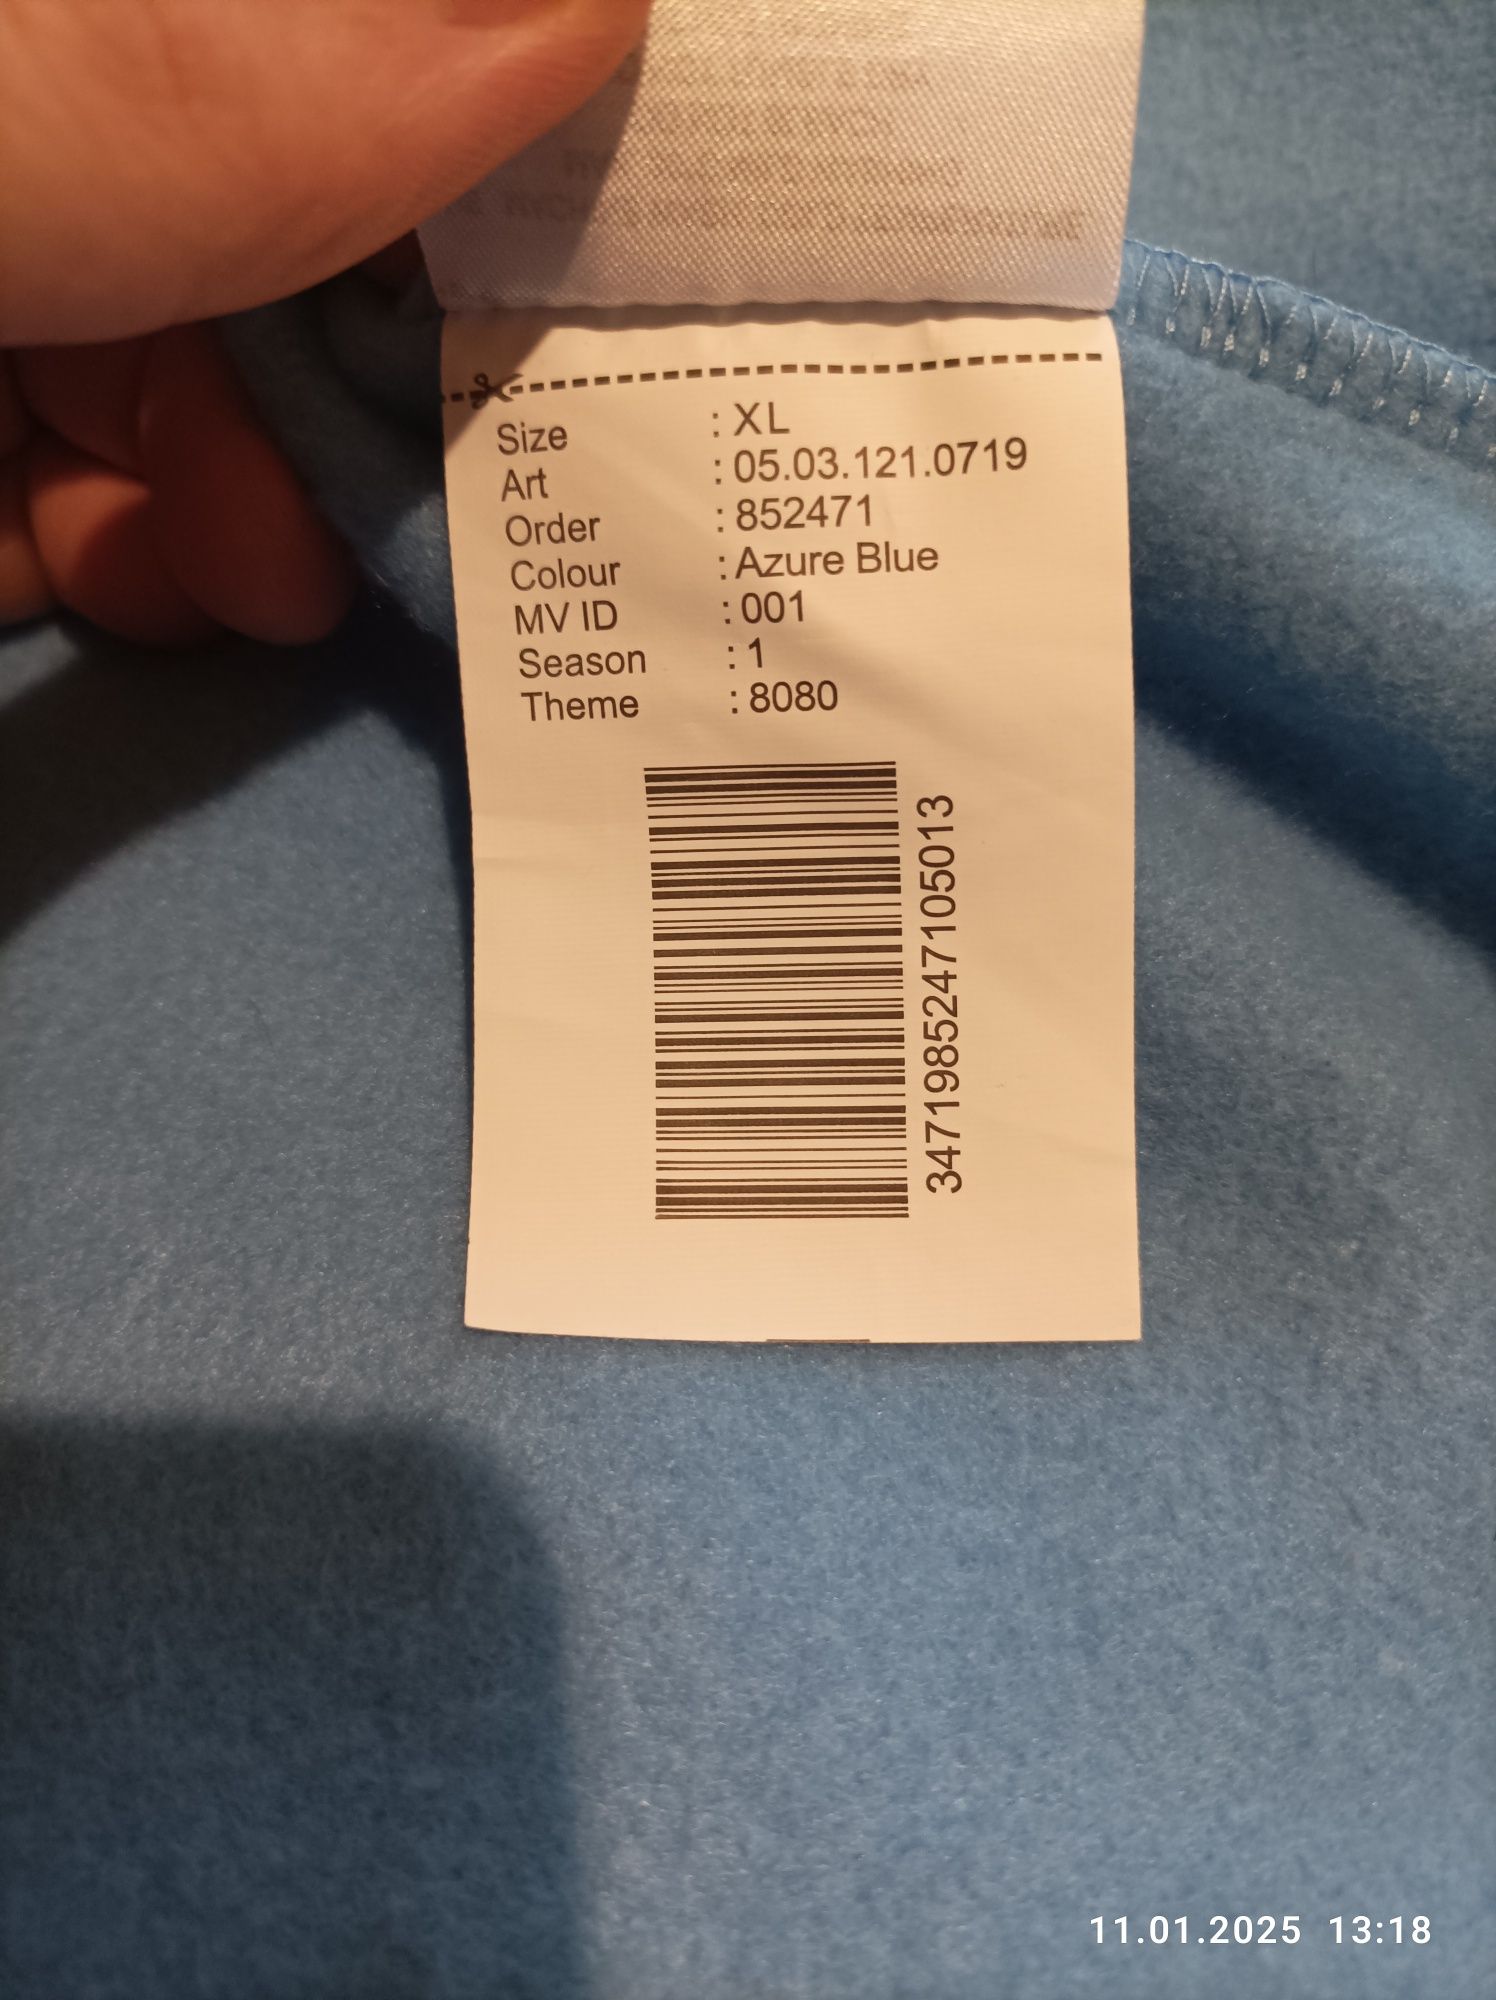 Size : XL
Art : 05.03.121.0719
Order : 852471
Colour : Azure Blue
MV ID : 001
Season : 1
Theme : 8080
3471985247105013
11.01.2025 13:18